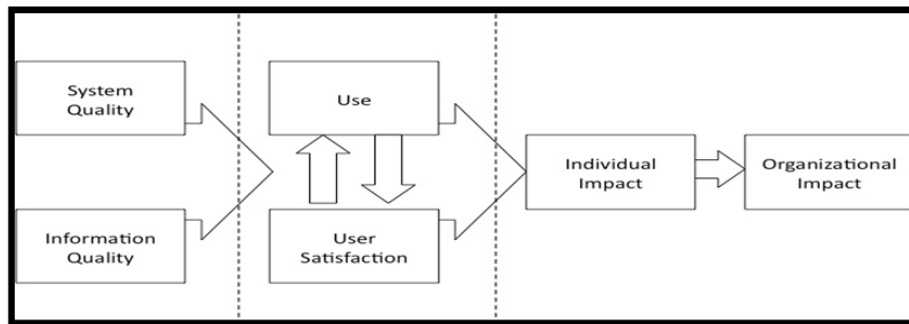 System
Quality
Use
Individual
Impact
Organizational
Impact
Information
Quality
User
Satisfaction